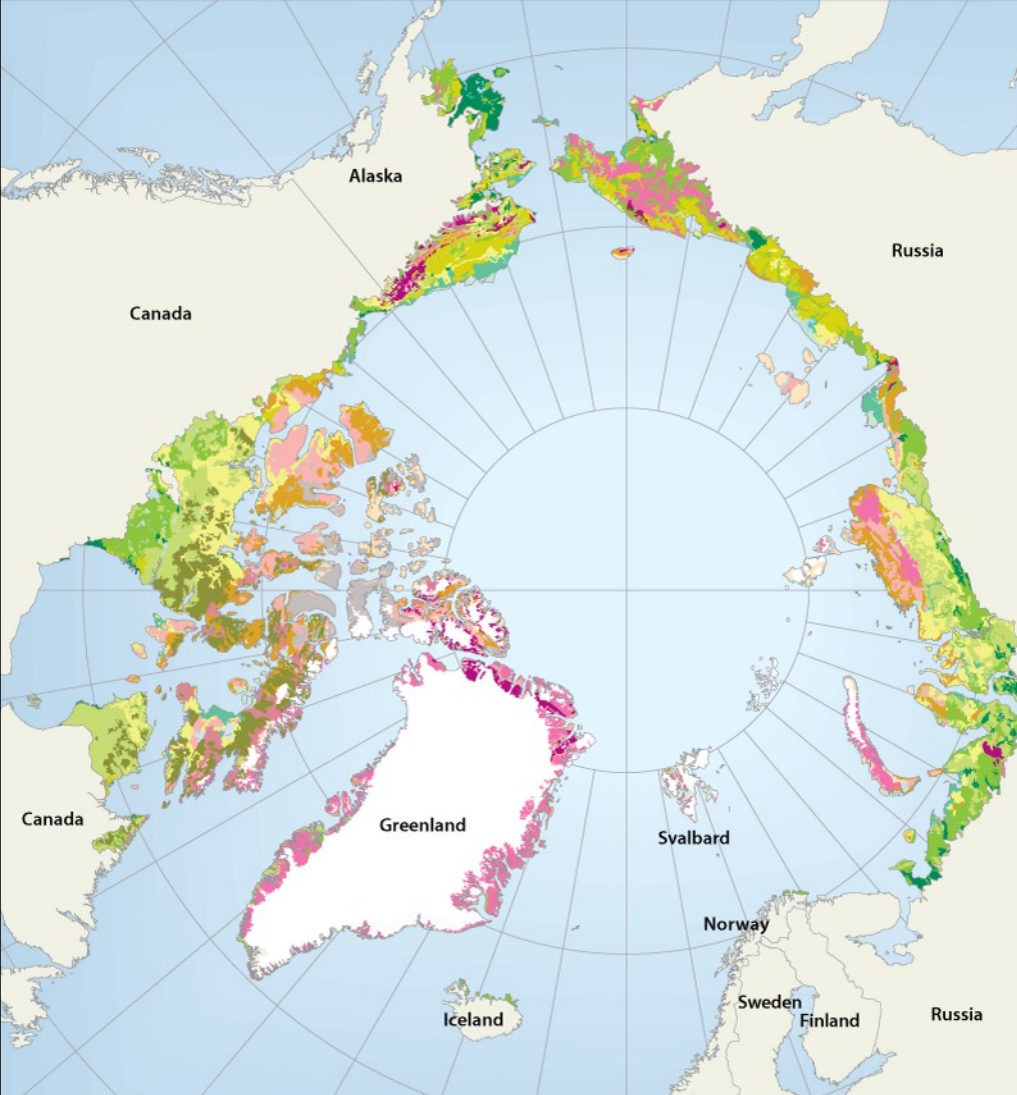 Alaska
Russia
Canada
Canada
Greenland
Svalbard
Norway
Sweden
Finland
Iceland
Russia